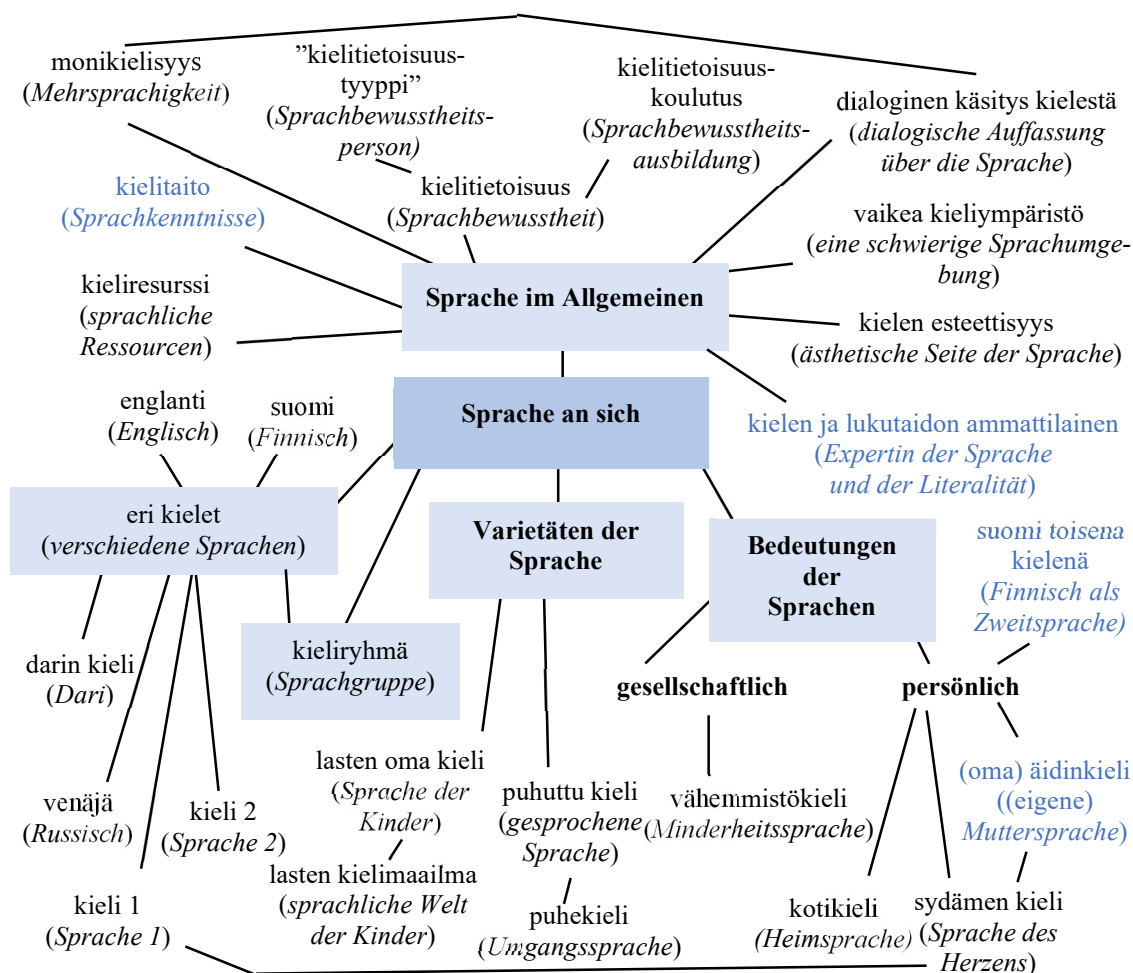 monikielisyys
(Mehrsprachigkeit)
”kielitietoisuus-
tyyppi”
(Sprachbewusstheits-
person)
kielitietoisuus-
koulutus
(Sprachbewusstheits-
ausbildung)
dialoginen käsitys kielestä
(dialogische Auffassung
über die Sprache)
kielitaito
(Sprachkenntnisse)
kielitietoisuus
(Sprachbewusstheit)
vaikea kieliympäristö
(eine schwierige Sprachumge-
bung)
kieliresurssi
(sprachliche
Ressourcen)
Sprache im Allgemeinen
kielen esteettisyys
(ästhetische Seite der Sprache)
englanti
(Englisch)
suomi
(Finnisch)
Sprache an sich
kielen ja lukutaidon ammattilainen
(Expertin der Sprache
und der Literalität)
eri kielet
(verschiedene Sprachen)
Varietäten der
Sprache
Bedeutungen
der
Sprachen
suomi toisena
kielenä
(Finnisch als
Zweitsprache)
darin kieli
(Dari)
kieliryhmä
(Sprachgruppe)
gesellschaftlich
persönlich
venäjä
(Russisch)
kieli 2
(Sprache 2)
lasten oma kieli
(Sprache der
Kinder)
puhuttu kieli
(gesprochene
Sprache)
vähemmistökieli
(Minderheitssprache)
(oma) äidinkieli
((eigene)
Muttersprache)
kieli 1
(Sprache 1)
lasten kielimaailma
(sprachliche Welt
der Kinder)
puhekieli
(Umgangssprache)
kotikieli
(Heimsprache)
sydämen kieli
(Sprache des
Herzens)